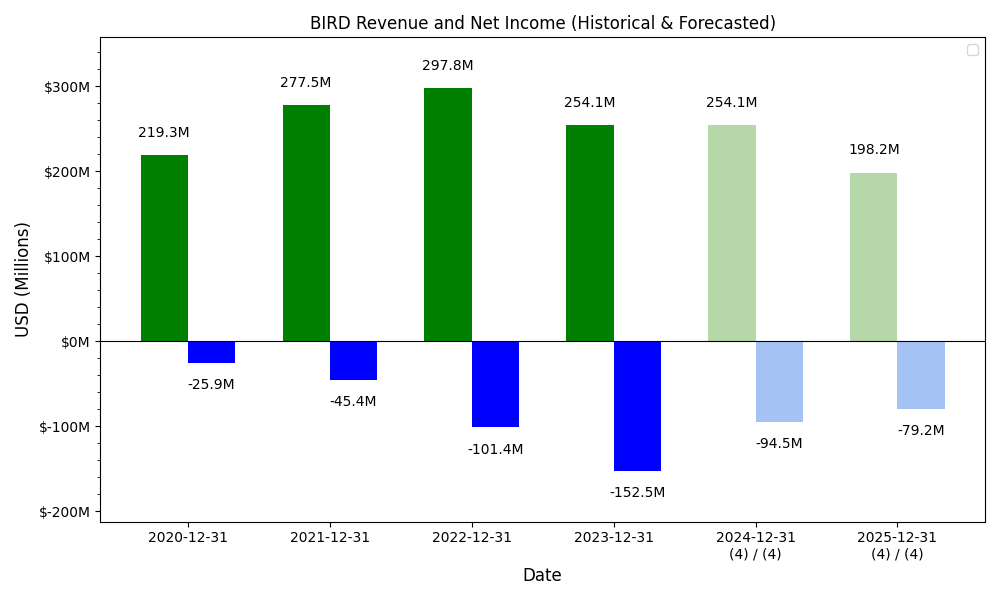 BIRD Revenue and Net Income (Historical & Forecasted)
USD (Millions)
$300M
$200M
$100M
$0M
$-100M
$-200M
219.3M
277.5M
297.8M
254.1M
254.1M
198.2M
-25.9M
-45.4M
-101.4M
-152.5M
-94.5M
-79.2M
2020-12-31
2021-12-31
2022-12-31
2023-12-31
2024-12-31
(4) / (4)
2025-12-31
(4) / (4)
Date